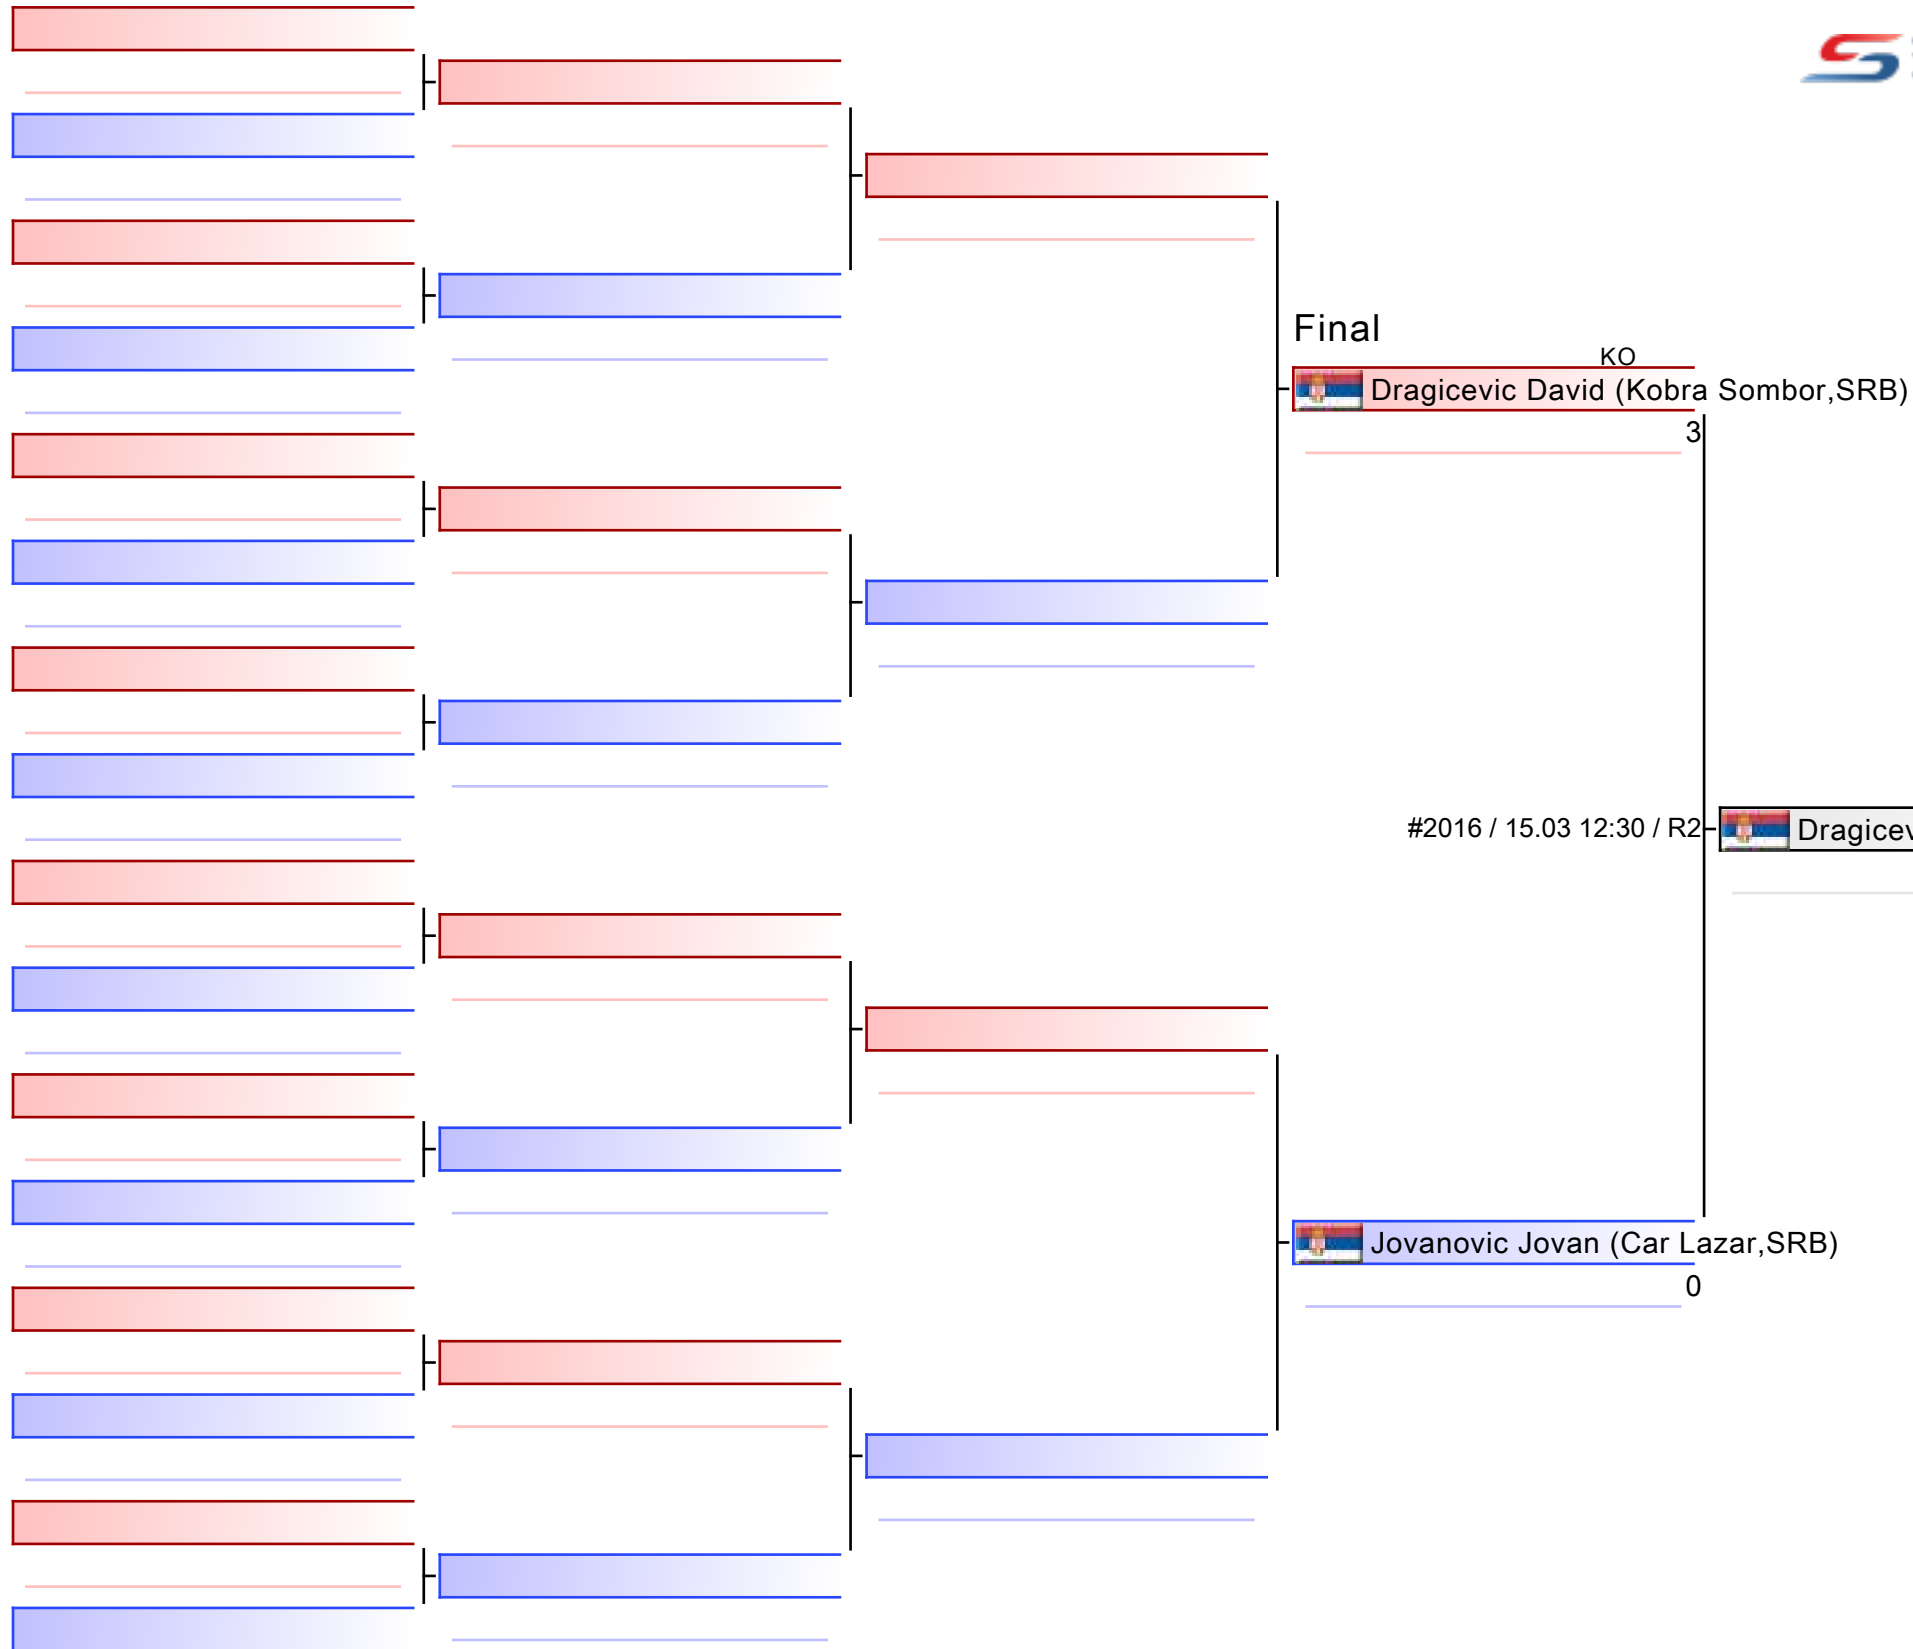 Final
KO
Dragicevic David (Kobra Sombor,SRB)
3
#2016 / 15.03 12:30 / R2
Dragicev
Jovanovic Jovan (Car Lazar,SRB)
0